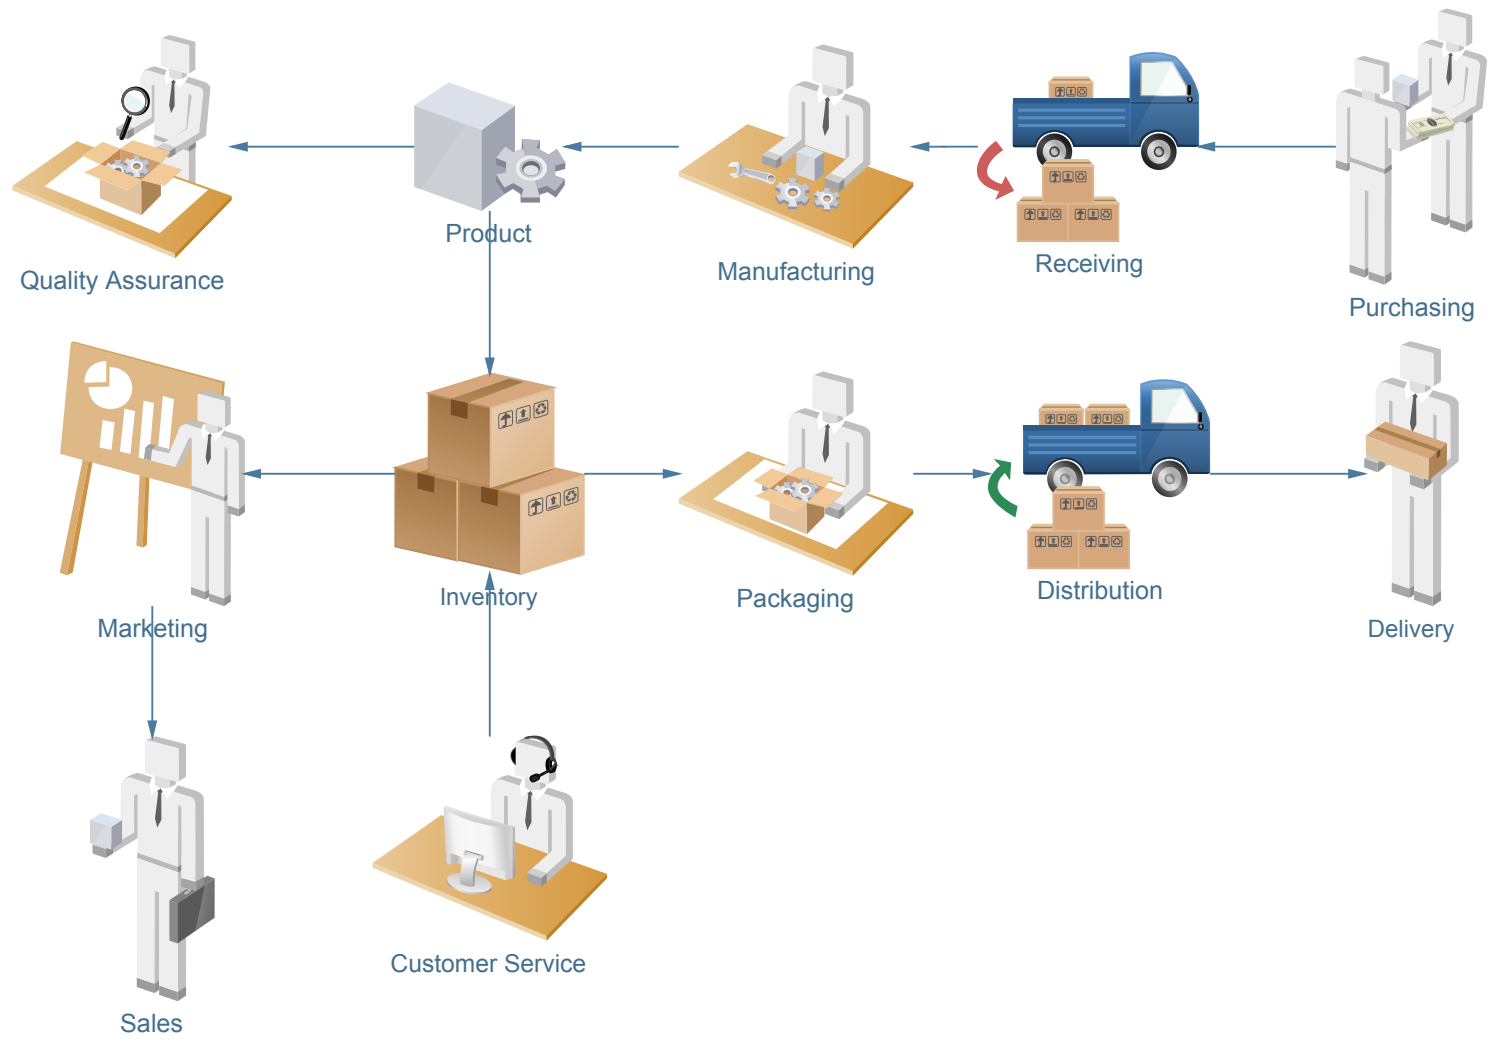 Product
Quality Assurance
Manufacturing
Receiving
Purchasing
Marketing
Inventory
Packaging
Distribution
Delivery
Sales
Customer Service